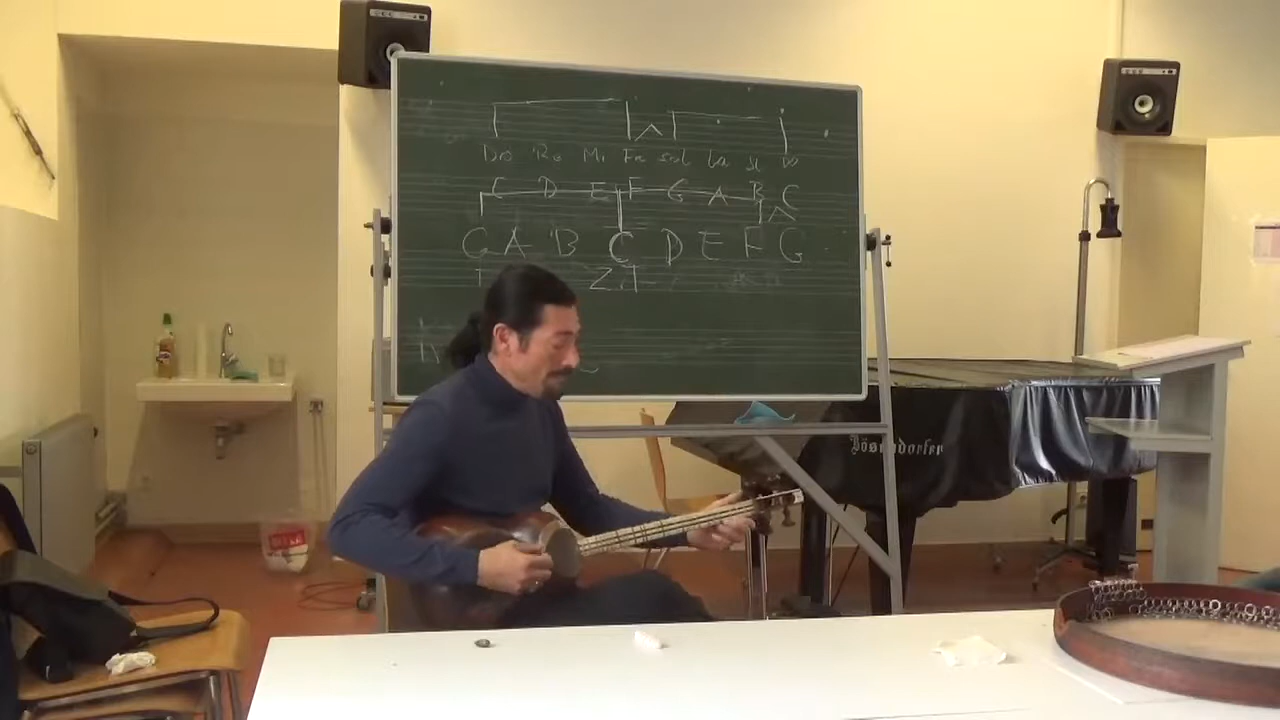 Do Re Mi Fa sol La si Do
C D E F G A B C
G A B C D E F G
T Z T
h
Bösendorfer